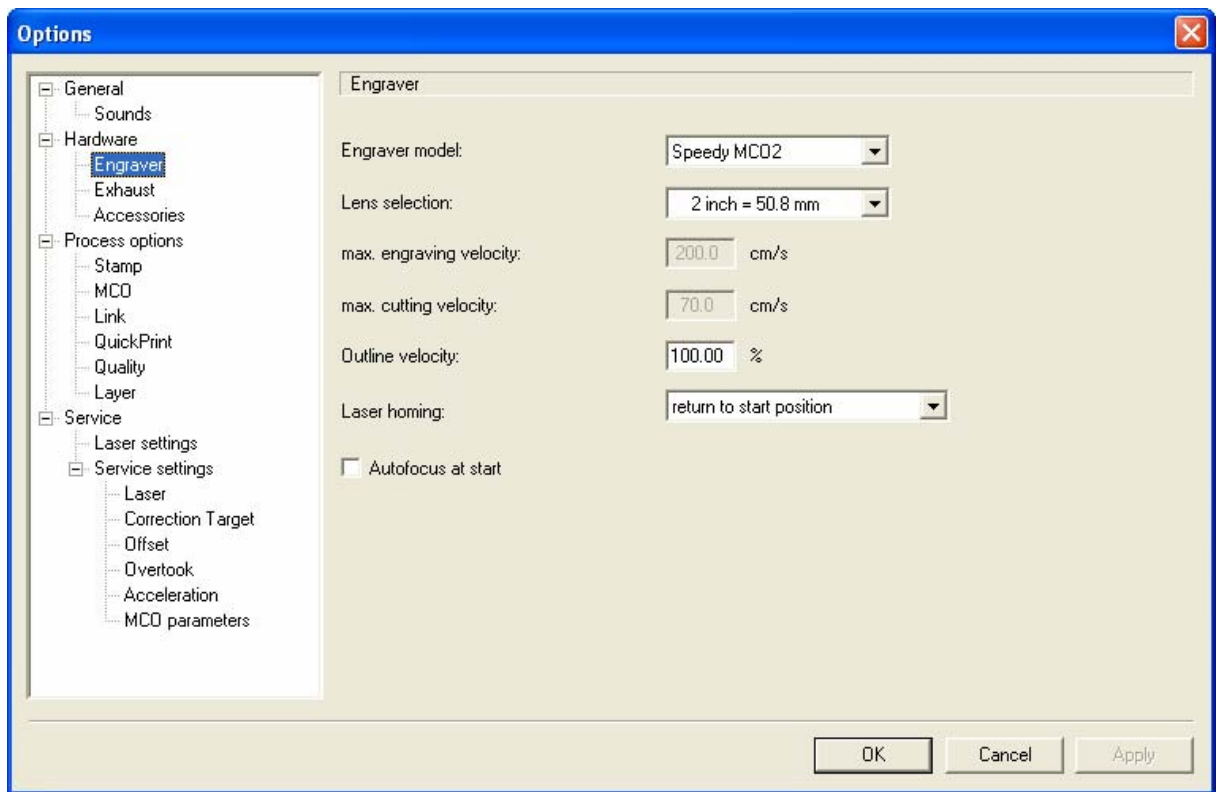 Options
General
Sounds
Hardware
Engraver
Exhaust
Accessories
Process options
Stamp
MCO
Link
QuickPrint
Quality
Layer
Service
Laser settings
Service settings
Laser
Correction Target
Offset
Overtook
Acceleration
MCO parameters
Engraver
Engraver model: Speedy MCO2
Lens selection: 2 inch = 50.8 mm
max. engraving velocity: 200.0 cm/s
max. cutting velocity: 70.0 cm/s
Outline velocity: 100.00 %
Laser homing: return to start position
Autofocus at start
OK Cancel Apply